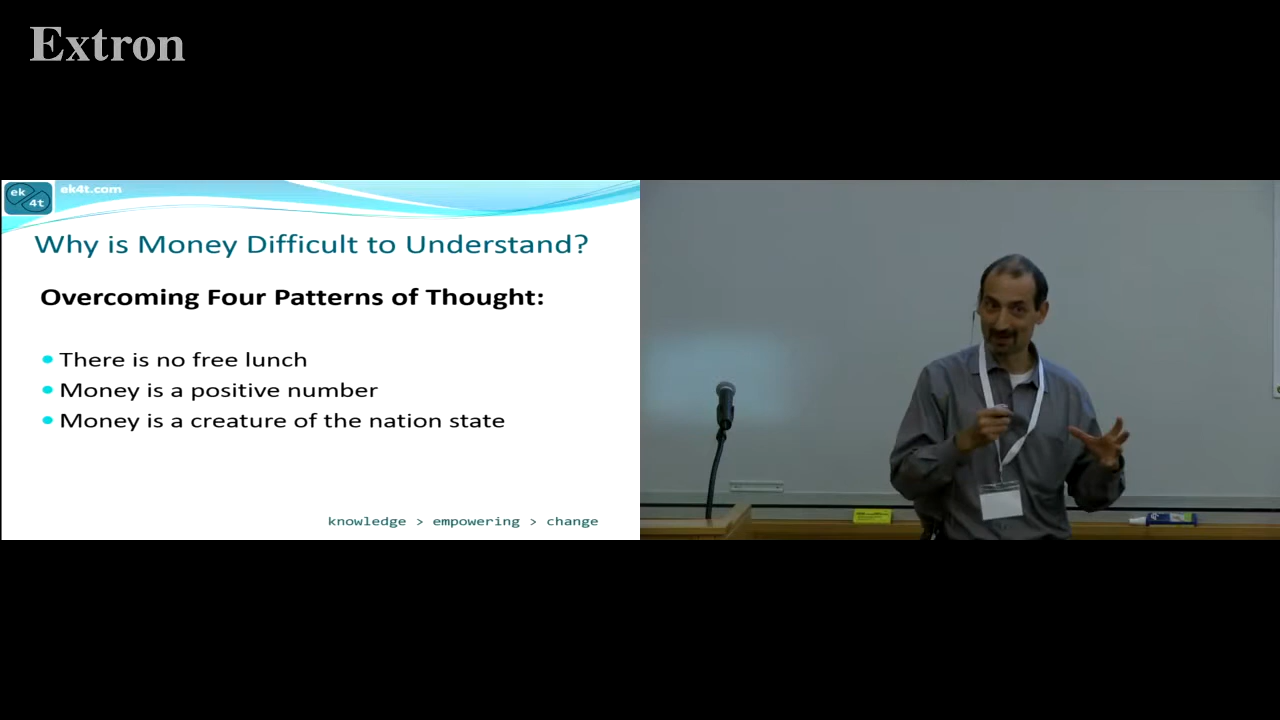 Extron
ek
4t
ek4t.com
Why is Money Difficult to Understand?
Overcoming Four Patterns of Thought:
• There is no free lunch
• Money is a positive number
• Money is a creature of the nation state
knowledge > empowering > change